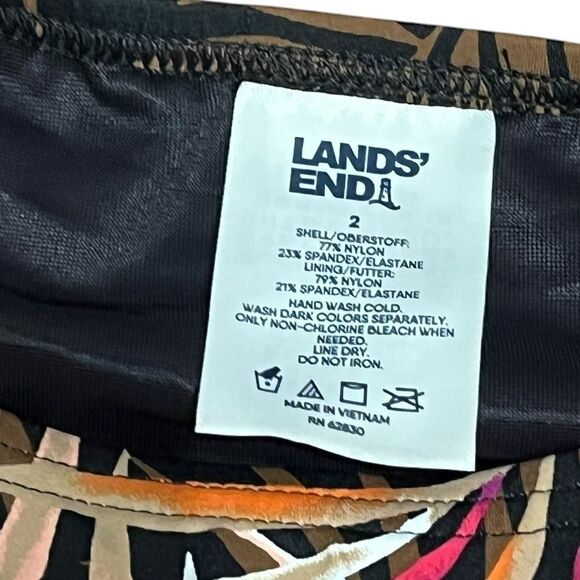 LANDS'
END
2
SHELL/OBERSTOFF:
77% NYLON
23% SPANDEX/ELASTANE
LINING/FUTTER:
79% NYLON
21% SPANDEX/ELASTANE
HAND WASH COLD.
WASH DARK COLORS SEPARATELY.
ONLY NON-CHLORINE BLEACH WHEN
NEEDED.
LINE DRY.
DO NOT IRON.
MADE IN VIETNAM
RN 62830